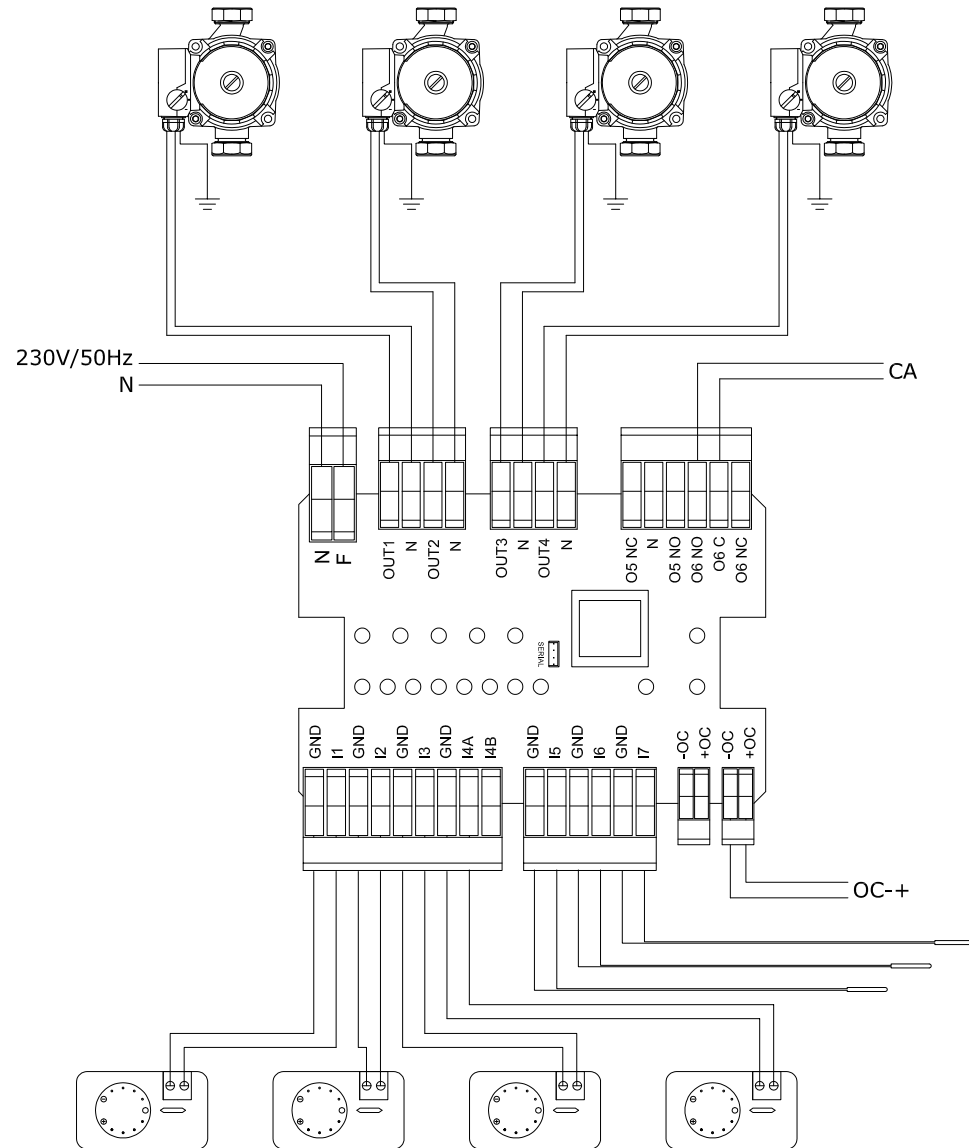 230V/50Hz
N
CA
N
F
OUT1
N
OUT2
N
OUT3
N
OUT4
N
O5 NC
N
O5 NO
O6 NO
O6 C
O6 NC
SERIAL
GND
I1
GND
I2
GND
I3
GND
I4A
I4B
GND
I5
GND
I6
GND
I7
-OC
+OC
-OC
+OC
OC-+